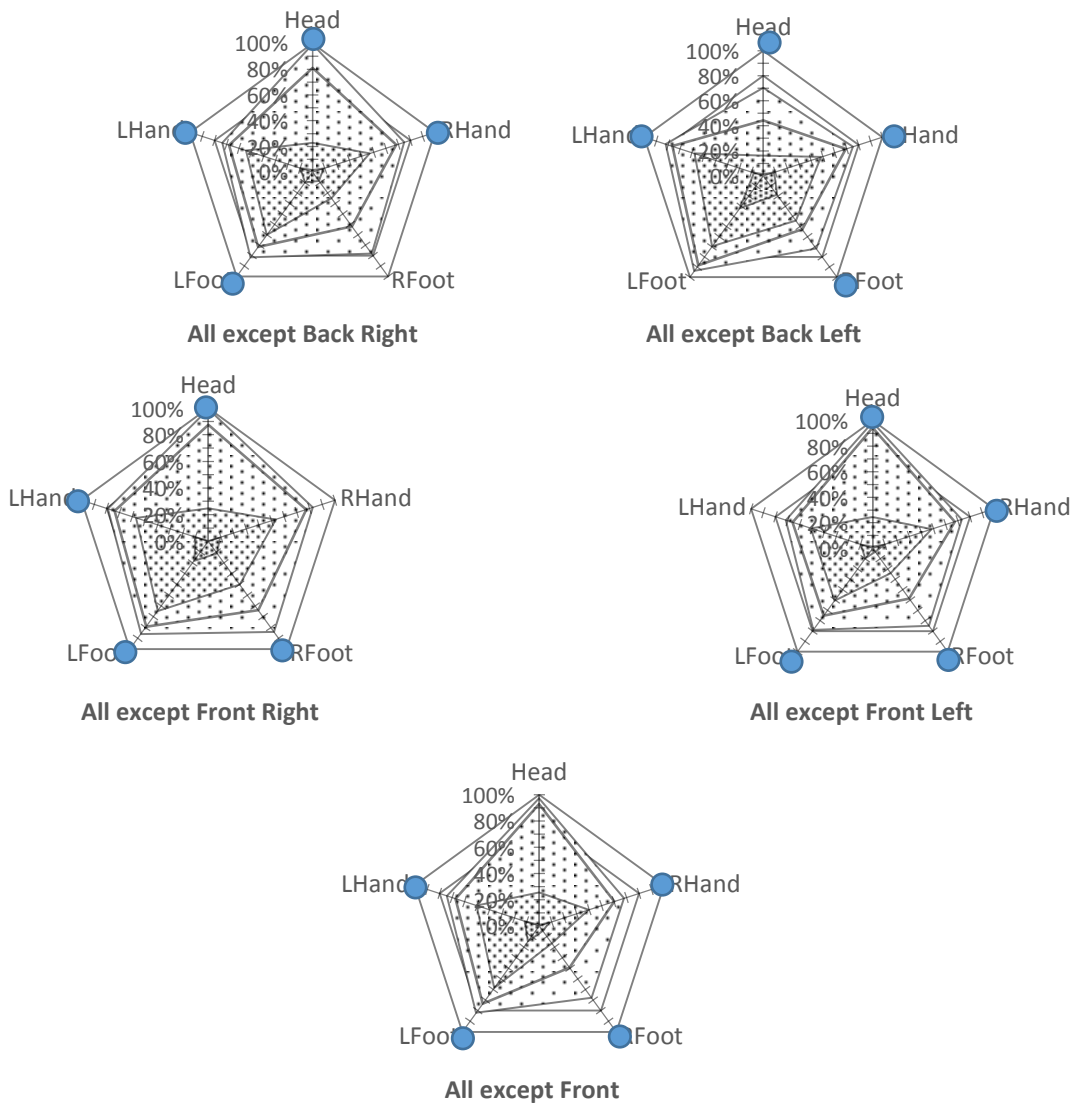 Head
100%
80%
60%
40%
20%
0%
LHand
RHand
LFoot
RFoot
All except Back Right
Head
100%
80%
60%
40%
20%
0%
LHand
RHand
LFoot
RFoot
All except Back Left
Head
100%
80%
60%
40%
20%
0%
LHand
RHand
LFoot
RFoot
All except Front Right
Head
100%
80%
60%
40%
20%
0%
LHand
RHand
LFoot
RFoot
All except Front Left
Head
100%
80%
60%
40%
20%
0%
LHand
RHand
LFoot
RFoot
All except Front